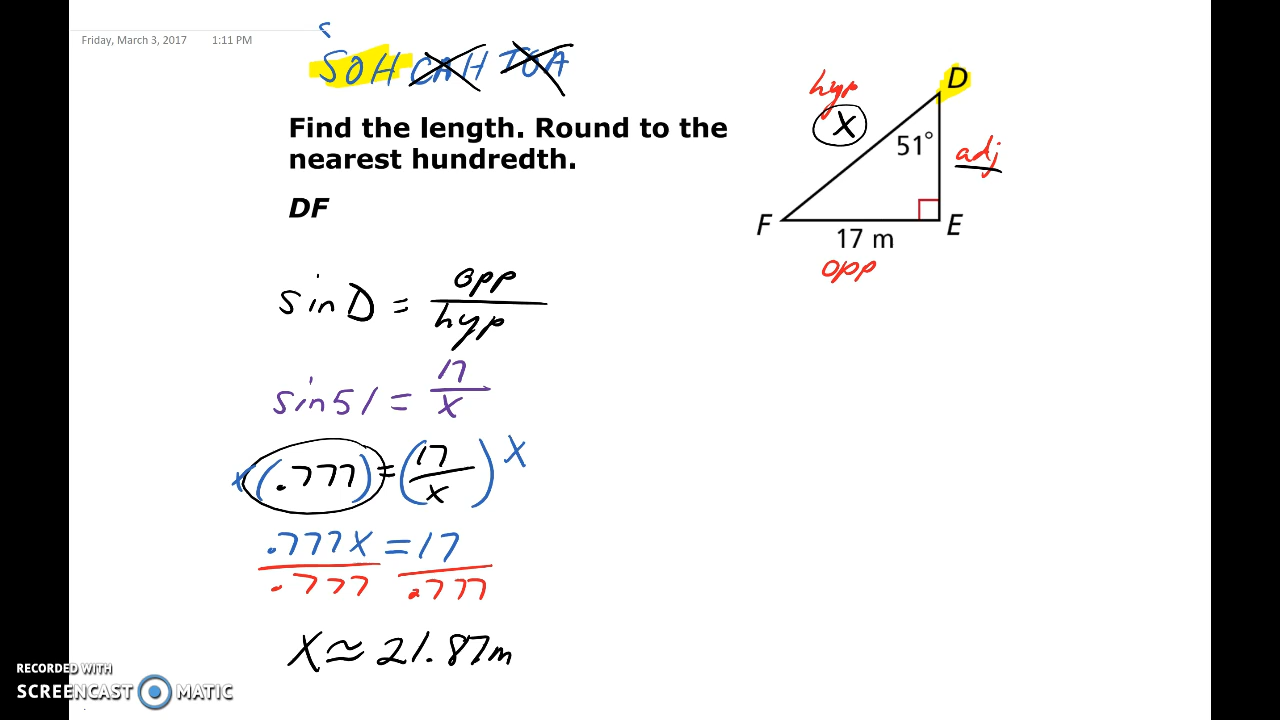 Friday, March 3, 2017 1:11 PM
S
SOH CAH TOA
Find the length. Round to the
nearest hundredth.
DF
hyp
X
D
51°
adj
F
17 m
E
opp
sin D = opp/hyp
sin 51 = 17/x
x(.777) = (17/x)x
.777x = 17
.777 .777
x ≈ 21.87m
RECORDED WITH
SCREENCAST MATIC